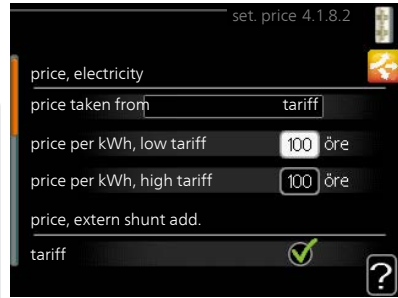 set. price 4.1.8.2
price, electricity
price taken from tariff
price per kWh, low tariff 100 öre
price per kWh, high tariff 100 öre
price, extern shunt add.
tariff
?